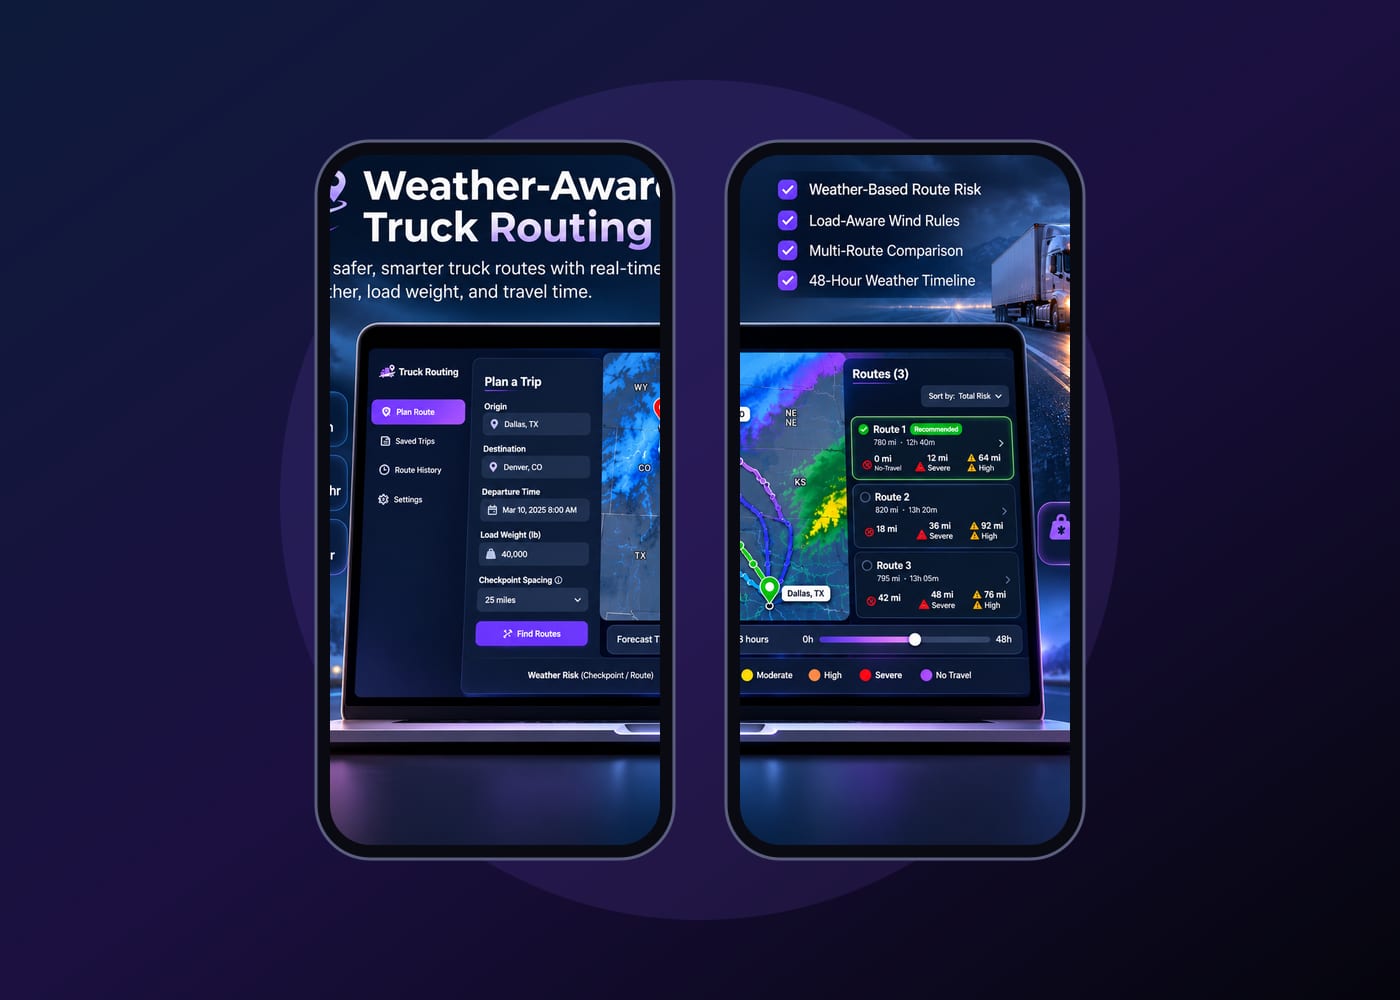 Weather-Aware
Truck Routing
safer, smarter truck routes with real-time
ther, load weight, and travel time.
hr
Truck Routing
Plan Route
Saved Trips
Route History
Settings
Plan a Trip
Origin
Dallas, TX
Destination
Denver, CO
Departure Time
Mar 10, 2025 8:00 AM
Load Weight (lb)
40,000
Checkpoint Spacing
25 miles
Find Routes
WY
CO
TX
Forecast T
Weather Risk (Checkpoint / Route)
Weather-Based Route Risk
Load-Aware Wind Rules
Multi-Route Comparison
48-Hour Weather Timeline
NE
NE
KS
Dallas, TX
Routes (3)
Sort by: Total Risk
Route 1 Recommended
780 mi · 12h 40m
0 mi 12 mi 64 mi
No-Travel Severe High
Route 2
820 mi · 13h 20m
18 mi 36 mi 92 mi
Severe High
Route 3
795 mi · 13h 05m
42 mi 48 mi 76 mi
Severe High
hours 0h 48h
Moderate High Severe No Travel